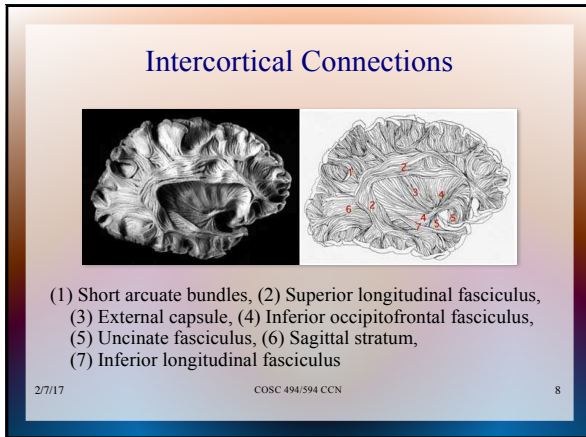 Intercortical Connections
1
2
3
4
6
2
4
5
5
7
(1) Short arcuate bundles, (2) Superior longitudinal fasciculus,
(3) External capsule, (4) Inferior occipitofrontal fasciculus,
(5) Uncinate fasciculus, (6) Sagittal stratum,
(7) Inferior longitudinal fasciculus
2/7/17 COSC 494/594 CCN 8